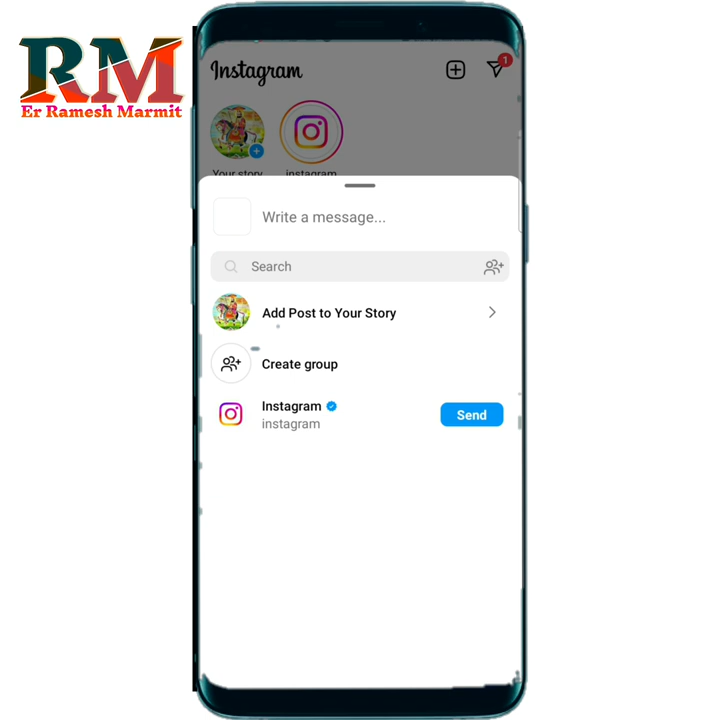 RM
Er Ramesh Marmit
Instagram
1
Your story
instagram
Write a message...
Search
Add Post to Your Story
Create group
Instagram
instagram
Send